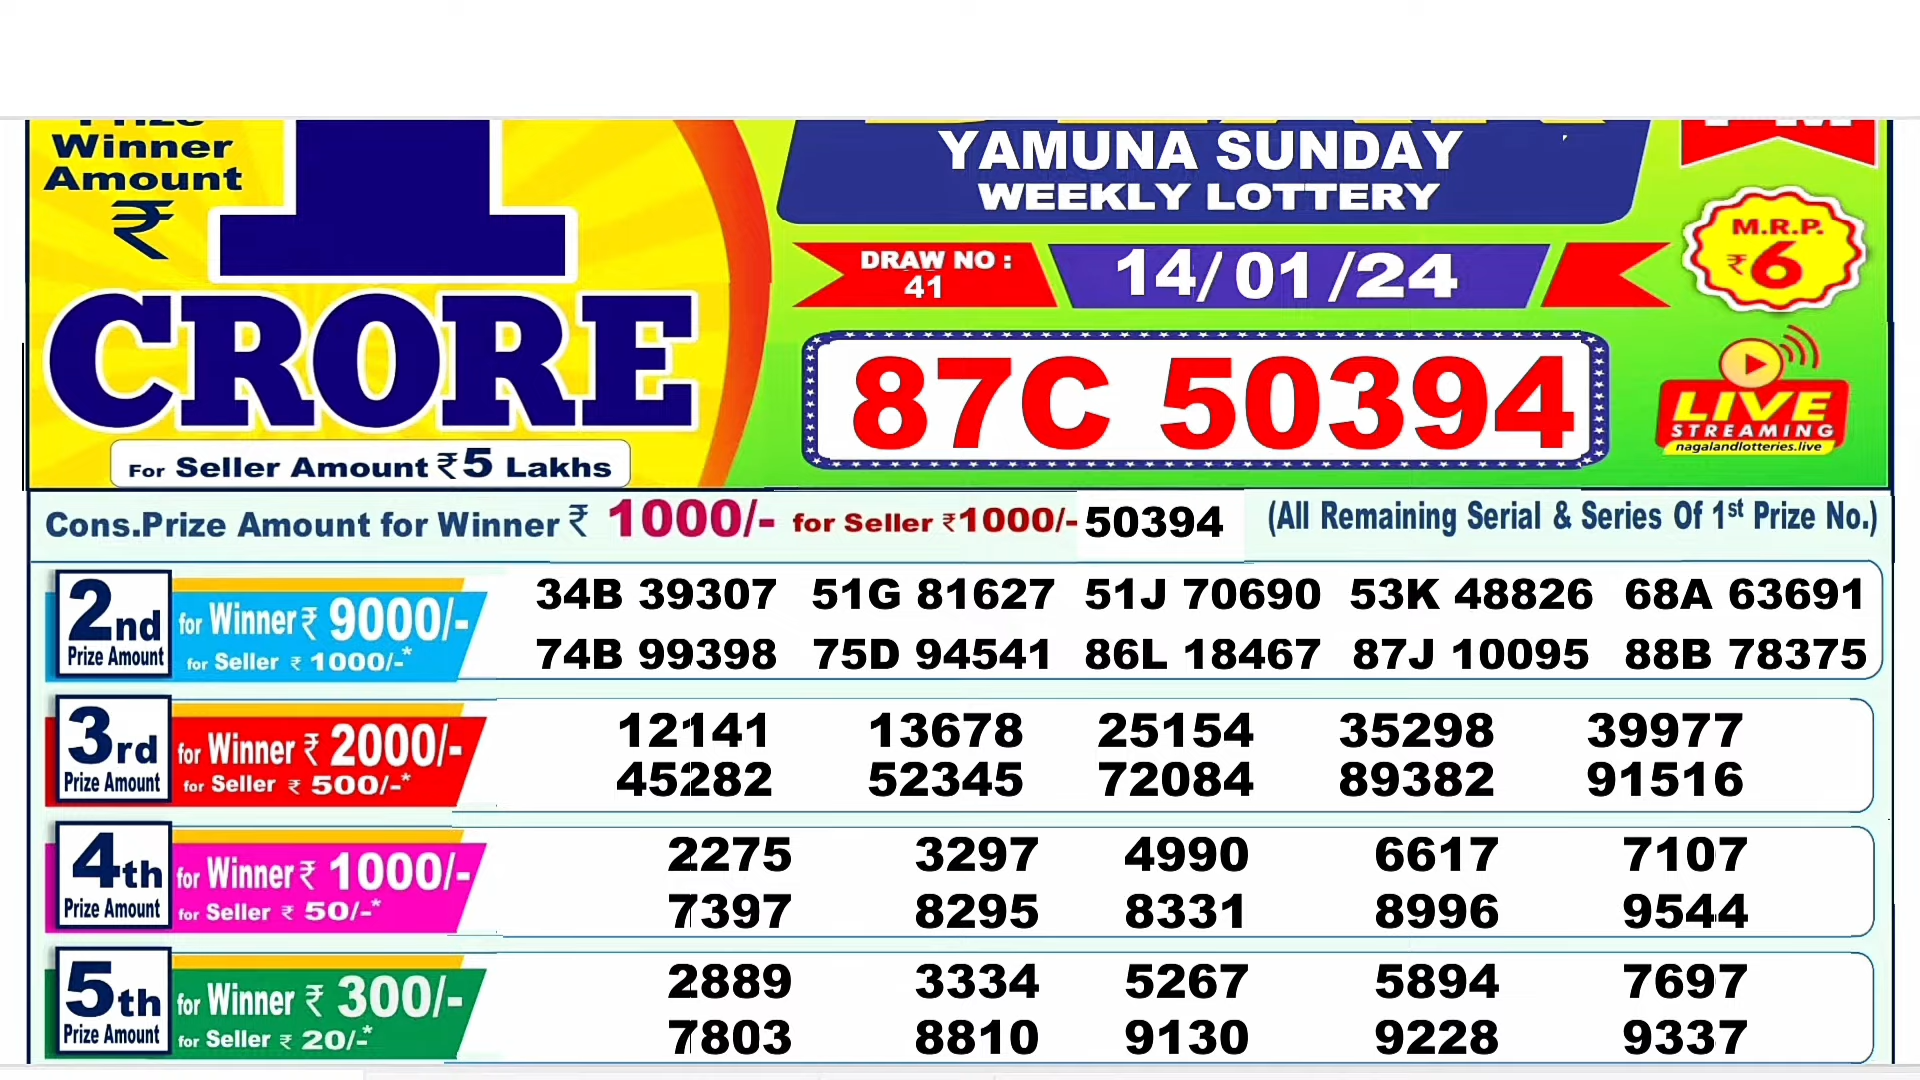 Winner
Amount
₹
1
CRORE
For Seller Amount ₹5 Lakhs
YAMUNA SUNDAY
WEEKLY LOTTERY
DRAW NO :
41
14/ 01 /24
M.R.P.
₹6
87C 50394
LIVE
STREAMING
nagalandlotteries.live
Cons.Prize Amount for Winner ₹ 1000/- for Seller ₹1000/- 50394 (All Remaining Serial & Series Of 1st Prize No.)
2nd
Prize Amount
for Winner ₹ 9000/-
for Seller ₹ 1000/-*
34B 39307 51G 81627 51J 70690 53K 48826 68A 63691
74B 99398 75D 94541 86L 18467 87J 10095 88B 78375
3rd
Prize Amount
for Winner ₹ 2000/-
for Seller ₹ 500/-*
12141 13678 25154 35298 39977
45282 52345 72084 89382 91516
4th
Prize Amount
for Winner ₹ 1000/-
for Seller ₹ 50/-*
2275 3297 4990 6617 7107
7397 8295 8331 8996 9544
5th
Prize Amount
for Winner ₹ 300/-
for Seller ₹ 20/-*
2889 3334 5267 5894 7697
7803 8810 9130 9228 9337